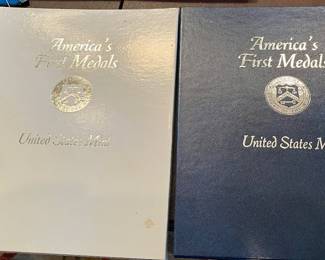 America's
First Medals
United States Mint
America's
First Medals
United States M